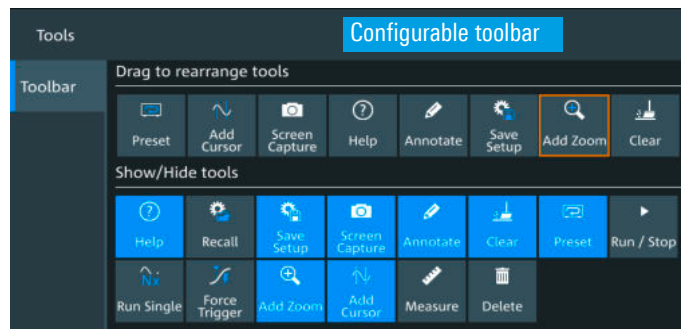 Tools
Configurable toolbar
Toolbar
Drag to rearrange tools
Preset
Add
Cursor
Screen
Capture
Help
Annotate
Save
Setup
Add Zoom
Clear
Show/Hide tools
Help
Recall
Save
Setup
Screen
Capture
Annotate
Clear
Preset
Run / Stop
Nx
Run Single
Force
Trigger
Add Zoom
Add
Cursor
Measure
Delete